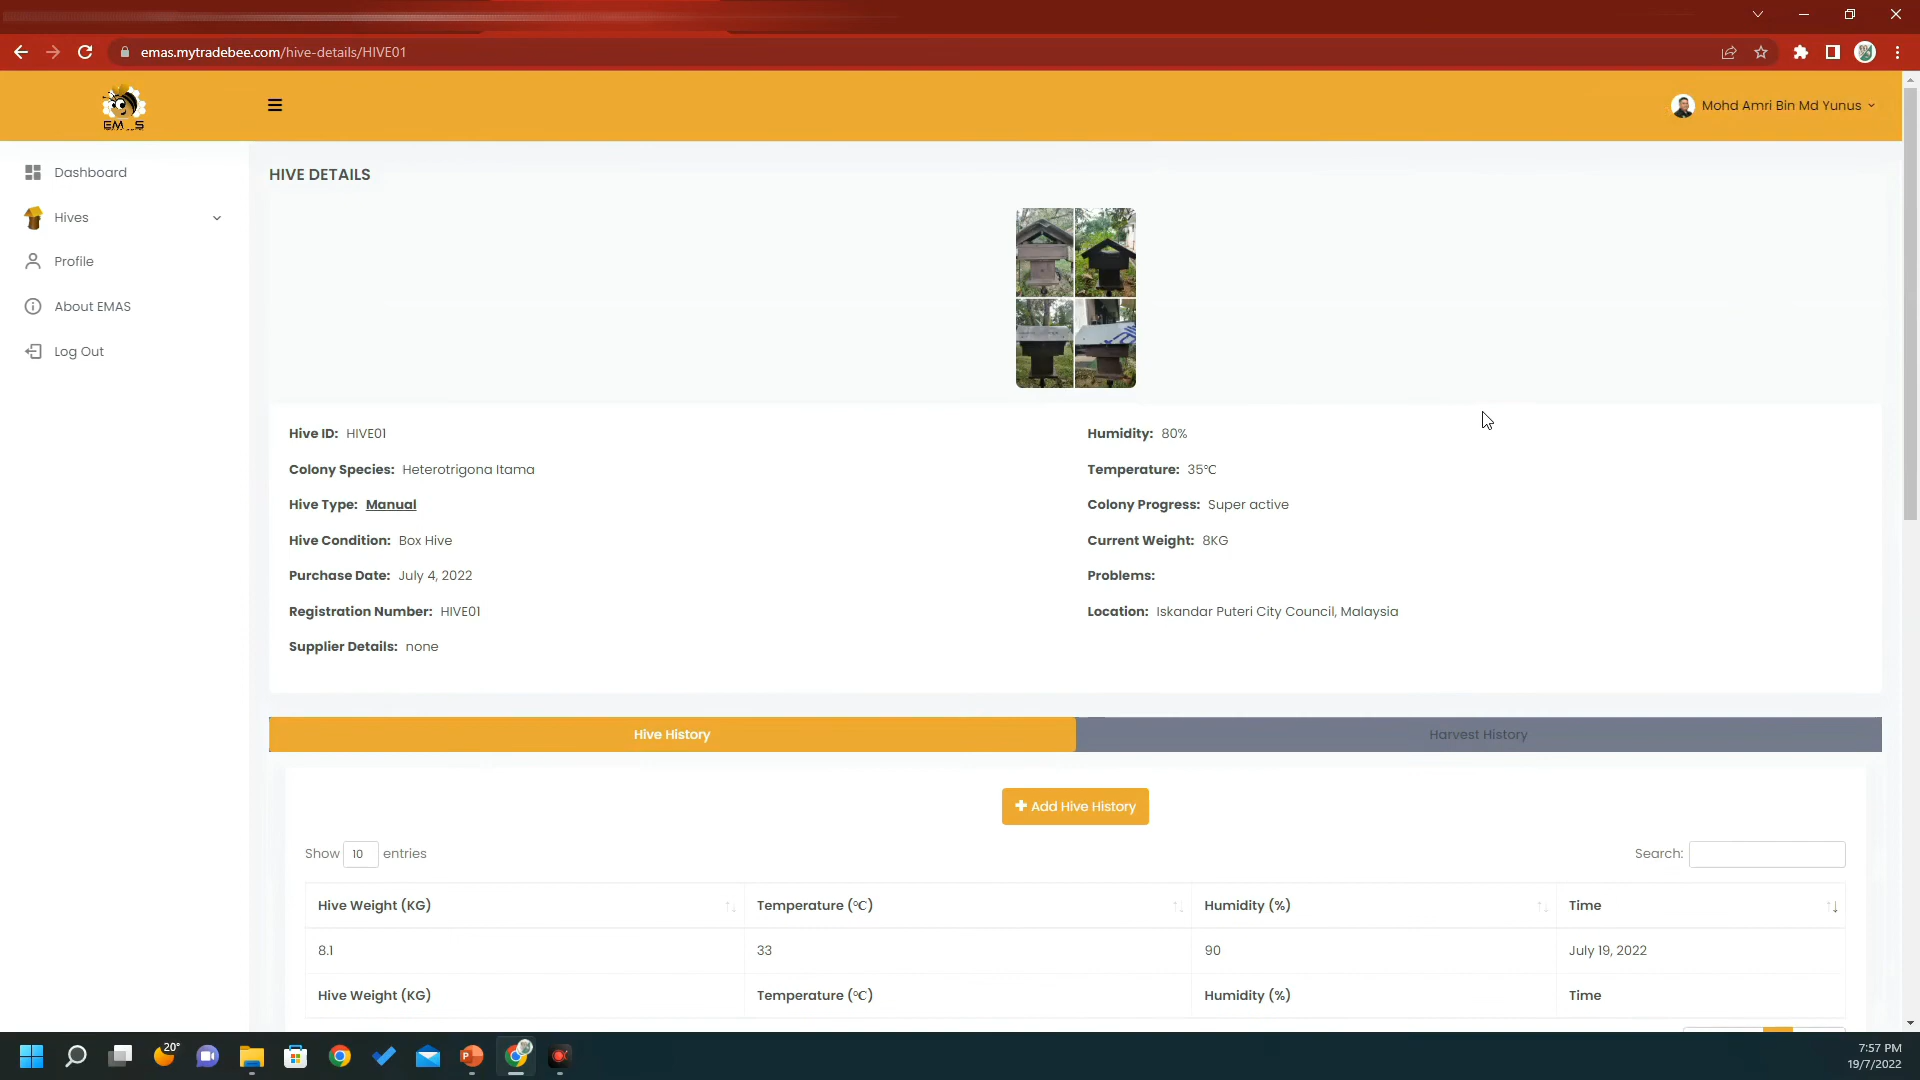 emas.mytradebee.com/hive-details/HIVE01
Mohd Amri Bin Md Yunus
Dashboard
Hives
Profile
About EMAS
Log Out
HIVE DETAILS
Hive ID: HIVE01
Colony Species: Heterotrigona Itama
Hive Type: Manual
Hive Condition: Box Hive
Purchase Date: July 4, 2022
Registration Number: HIVE01
Supplier Details: none
Humidity: 80%
Temperature: 35°C
Colony Progress: Super active
Current Weight: 8KG
Problems:
Location: Iskandar Puteri City Council, Malaysia
Hive History
Harvest History
Add Hive History
Show 10 entries
Search:
Hive Weight (KG) Temperature (°C) Humidity (%) Time
8.1 33 90 July 19, 2022
Hive Weight (KG) Temperature (°C) Humidity (%) Time
20°
7:57 PM
19/7/2022